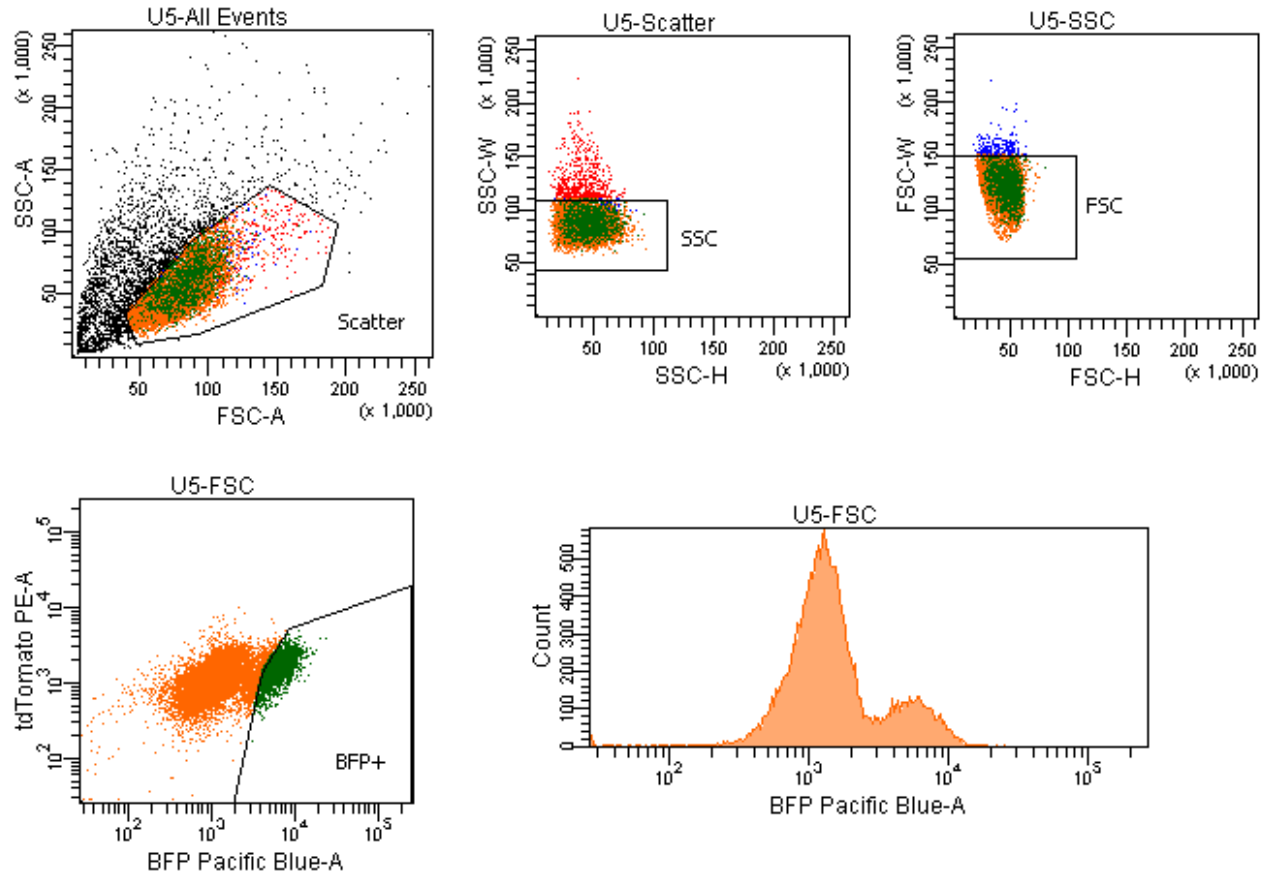 U5-All Events
SSC-A
(x 1,000)
50 100 150 200 250
50 100 150 200 250
FSC-A
(x 1,000)
Scatter
U5-Scatter
SSC-W
(x 1,000)
50 100 150 200 250
50 100 150 200 250
SSC-H
(x 1,000)
SSC
U5-SSC
FSC-W
(x 1,000)
50 100 150 200 250
50 100 150 200 250
FSC-H
(x 1,000)
FSC
U5-FSC
tdTomato PE-A
10^2 10^3 10^4 10^5
10^2 10^3 10^4 10^5
BFP Pacific Blue-A
BFP+
U5-FSC
Count
0 100 200 300 400 500
10^2 10^3 10^4 10^5
BFP Pacific Blue-A